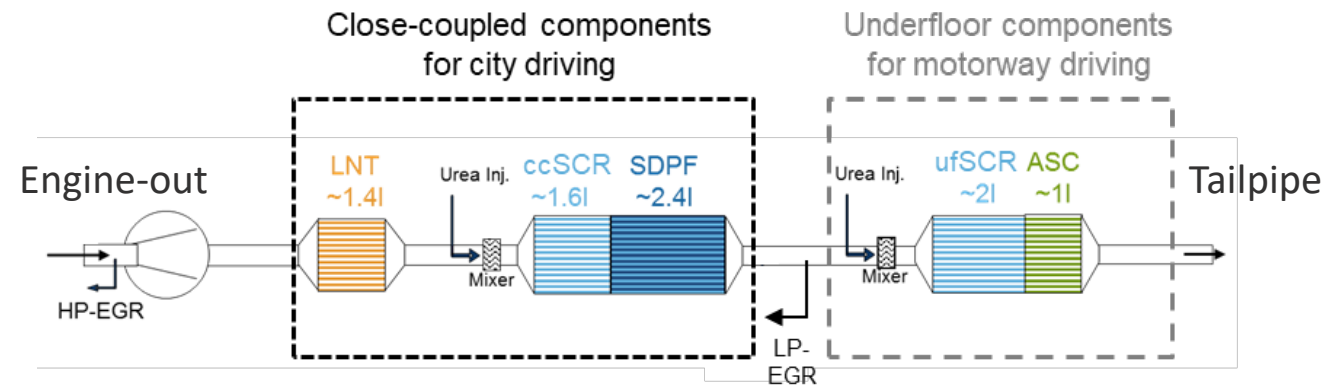 Close-coupled components
for city driving
Underfloor components
for motorway driving
Engine-out
LNT
~1.4l
Urea Inj.
Mixer
ccSCR
~1.6l
SDPF
~2.4l
Urea Inj.
Mixer
ufSCR
~2l
ASC
~1l
Tailpipe
HP-EGR
LP-
EGR